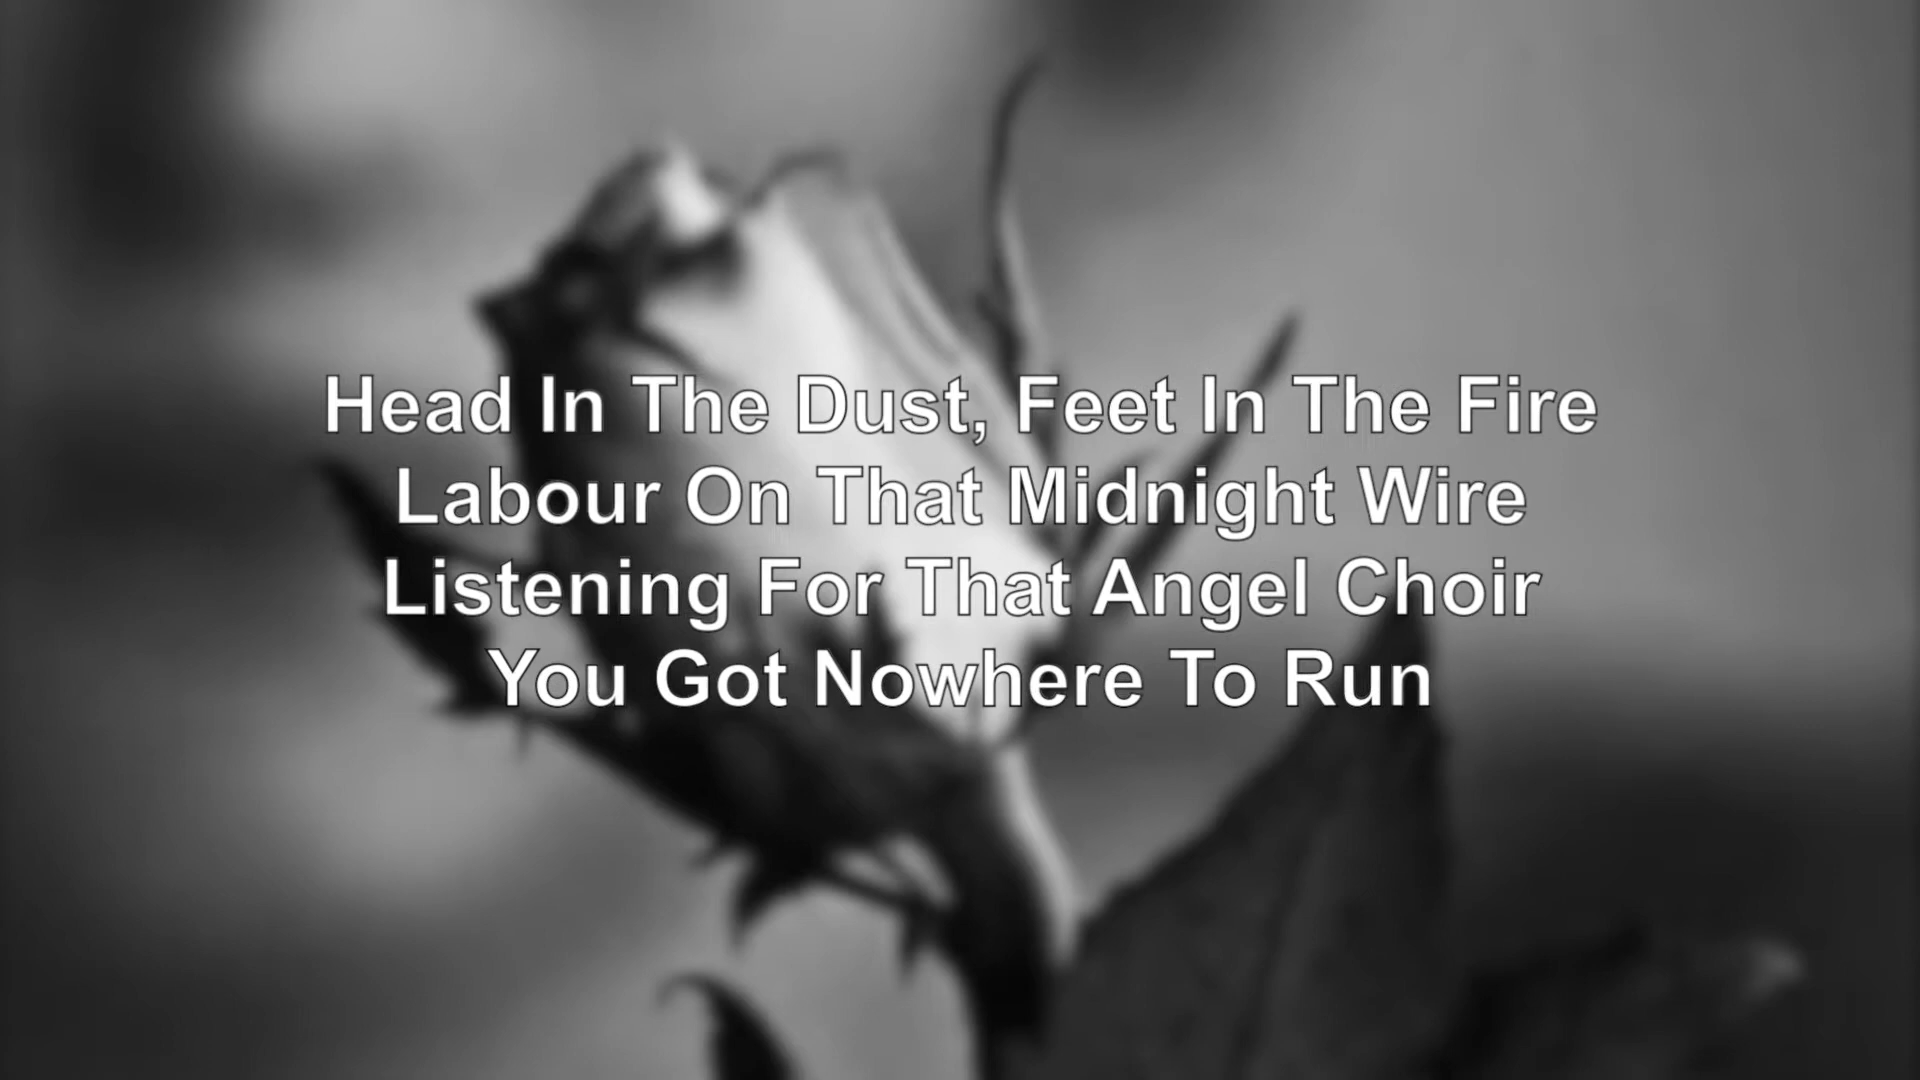 Head In The Dust, Feet In The Fire
Labour On That Midnight Wire
Listening For That Angel Choir
You Got Nowhere To Run